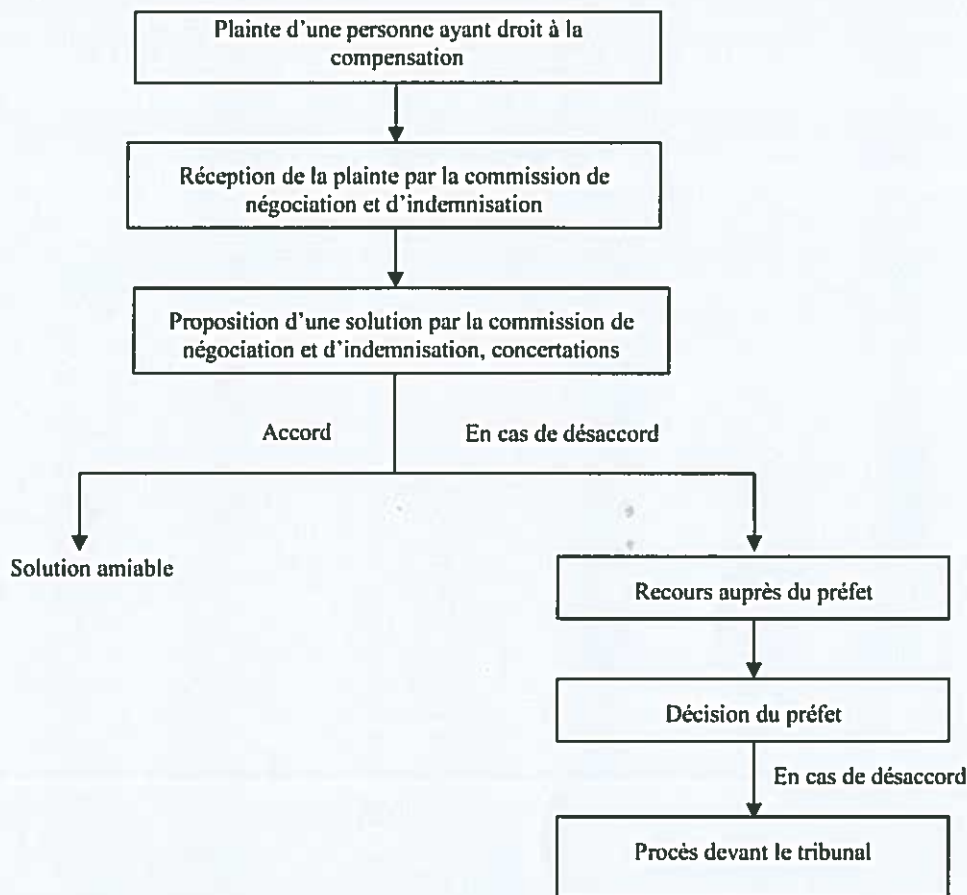 Plainte d'une personne ayant droit à la
compensation
Réception de la plainte par la commission de
négociation et d'indemnisation
Proposition d'une solution par la commission de
négociation et d'indemnisation, concertations
Accord
En cas de désaccord
Solution amiable
Recours auprès du préfet
Décision du préfet
En cas de désaccord
Procès devant le tribunal